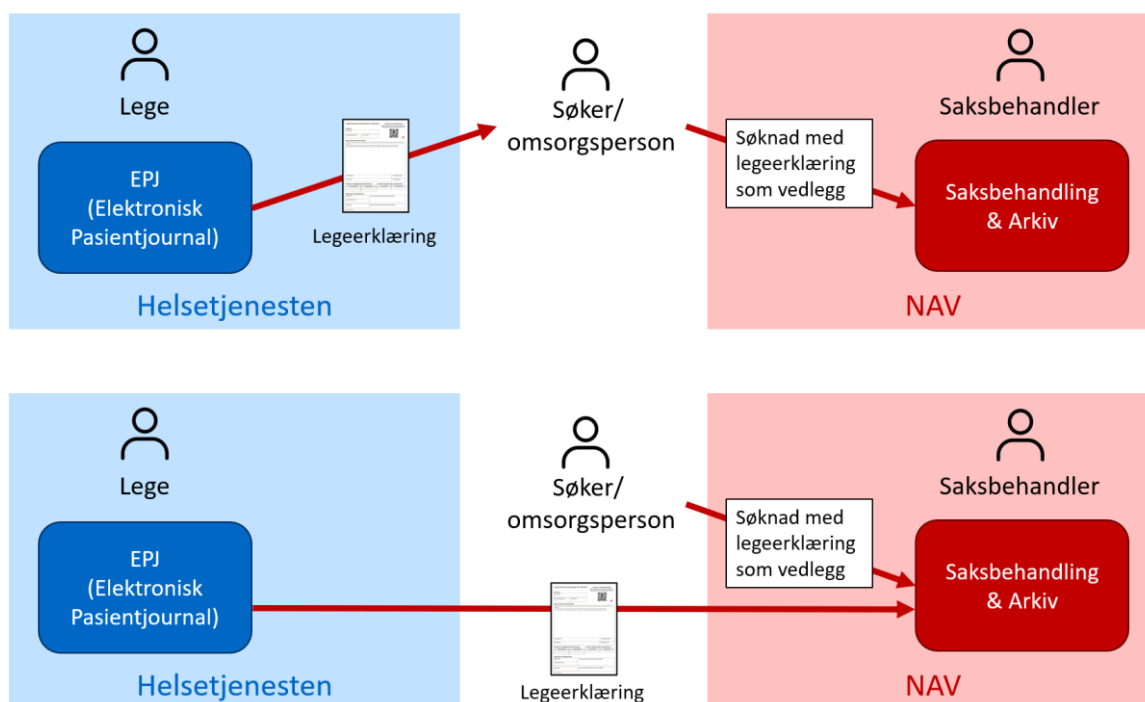 Lege
Søker/
omsorgsperson
Saksbehandler
EPJ
(Elektronisk
Pasientjournal)
Legeerklæring
Søknad med
legeerklæring
som vedlegg
Saksbehandling
& Arkiv
Helsetjenesten
NAV
Lege
Søker/
omsorgsperson
Saksbehandler
EPJ
(Elektronisk
Pasientjournal)
Søknad med
legeerklæring
som vedlegg
Saksbehandling
& Arkiv
Helsetjenesten
Legeerklæring
NAV